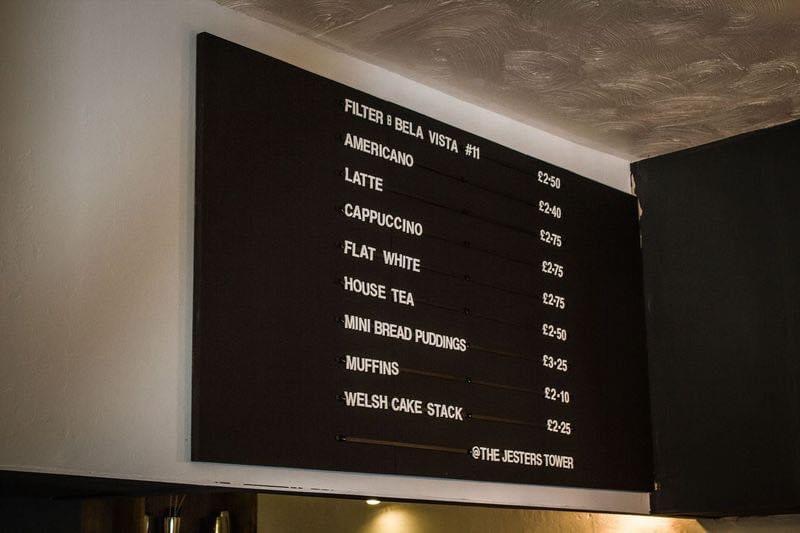 FILTER B BELA VISTA #11 £2·50
AMERICANO £2·40
LATTE £2·75
CAPPUCCINO £2·75
FLAT WHITE £2·75
HOUSE TEA £2·50
MINI BREAD PUDDINGS £3·25
MUFFINS £2·10
WELSH CAKE STACK £2·25
@THE JESTERS TOWER